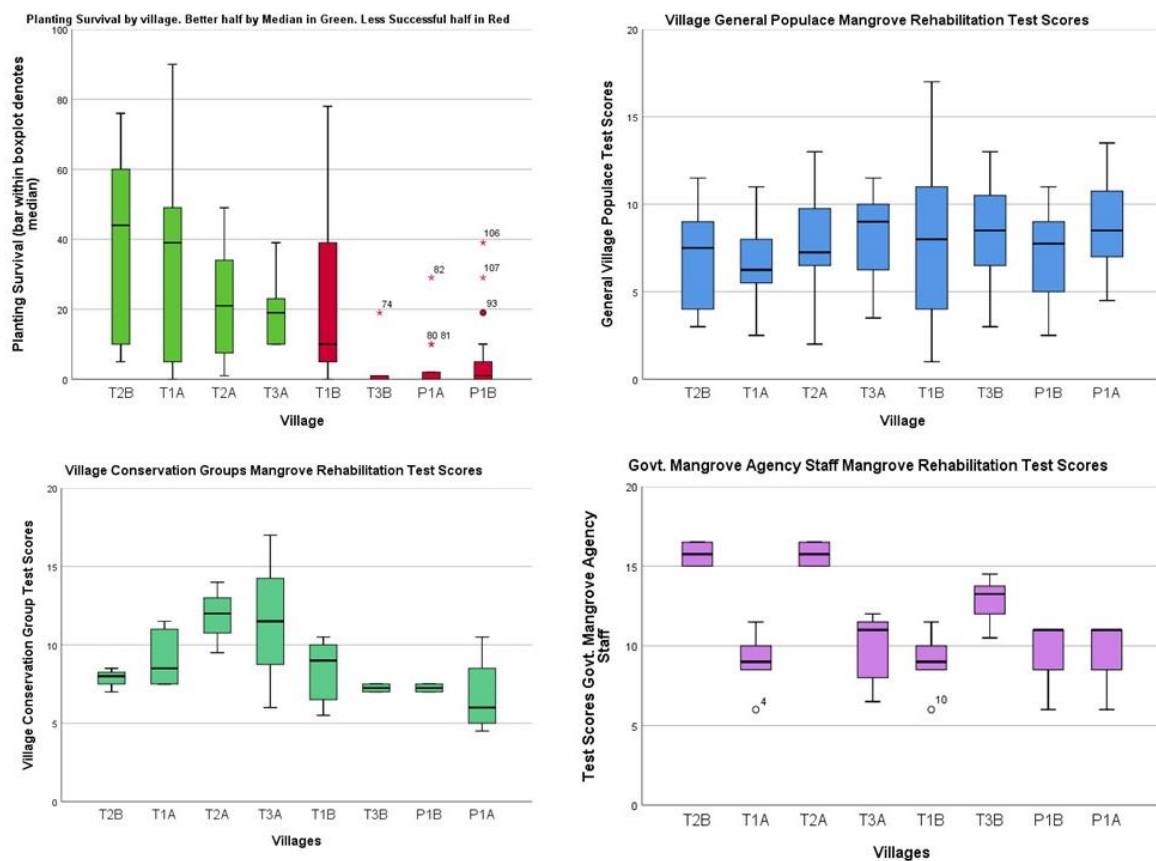 Planting Survival by village. Better half by Median in Green. Less Successful half in Red
Planting Survival (bar within boxplot denotes
median)
100
80
60
40
20
0
74
82
80 81
106
107
93
T2B T1A T2A T3A T1B T3B P1A P1B
Village
Village General Populace Mangrove Rehabilitation Test Scores
General Village Populace Test Scores
20
15
10
5
0
T2B T1A T2A T3A T1B T3B P1B P1A
Village
Village Conservation Groups Mangrove Rehabilitation Test Scores
Village Conservation Group Test Scores
20
15
10
5
0
T2B T1A T2A T3A T1B T3B P1B P1A
Villages
Govt. Mangrove Agency Staff Mangrove Rehabilitation Test Scores
Test Scores Govt. Mangrove Agency
Staff
20
15
10
5
0
4
10
T2B T1A T2A T3A T1B T3B P1B P1A
Villages